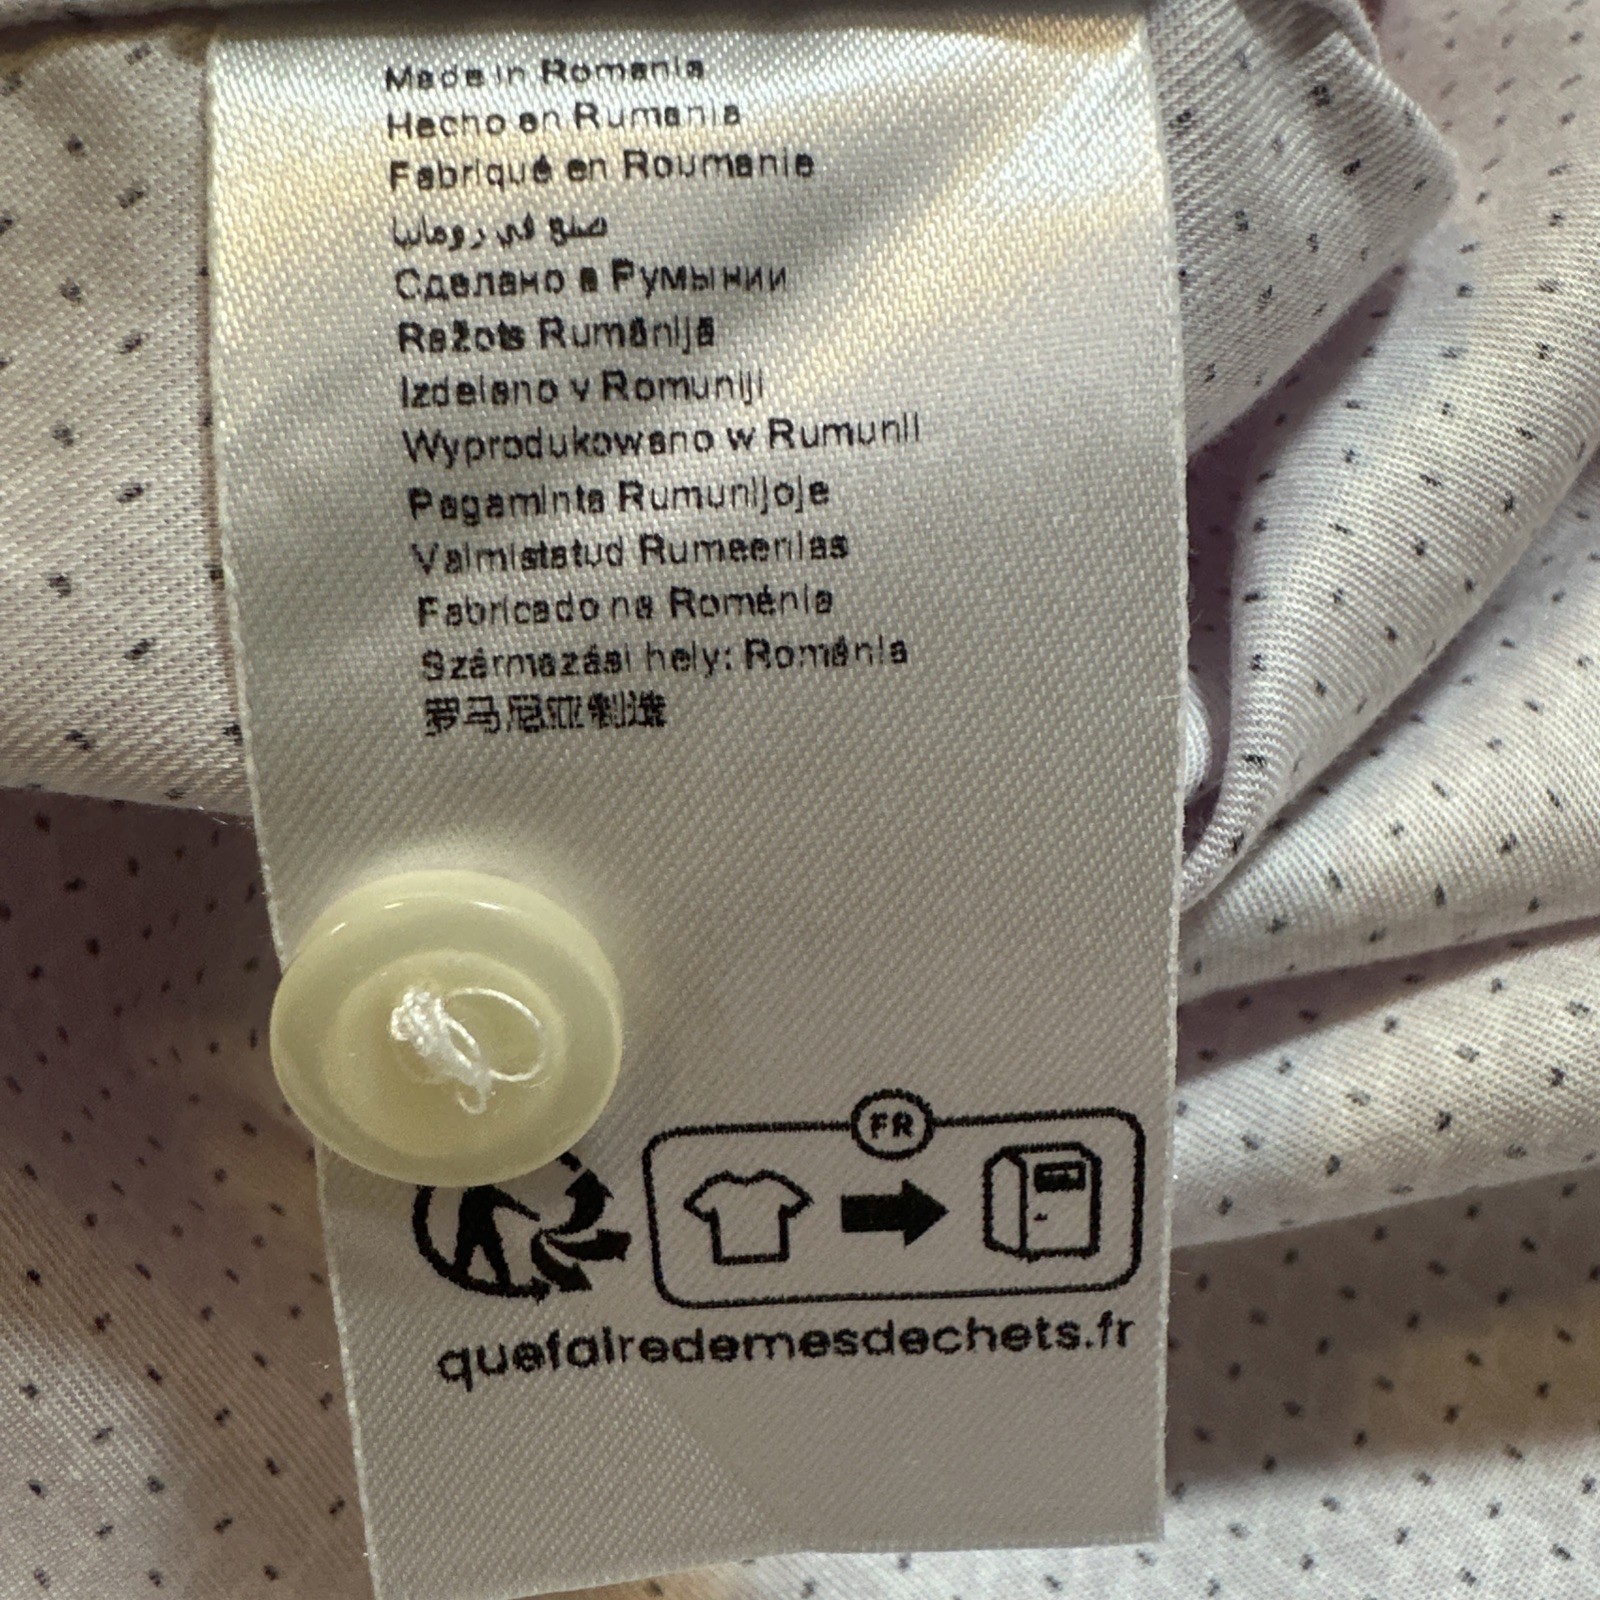 Made in Romania
Hecho en Rumania
Fabriqué en Roumanie
صنع في رومانيا
Сделано в Румынии
Ražots Rumānijā
Izdelano v Romuniji
Wyprodukowano w Rumunii
Pagaminta Rumunijoje
Valmistatud Rumeenias
Fabricado na Roménia
Származási hely: Románia
罗马尼亚制造
FR
quefairedemesdechets.fr